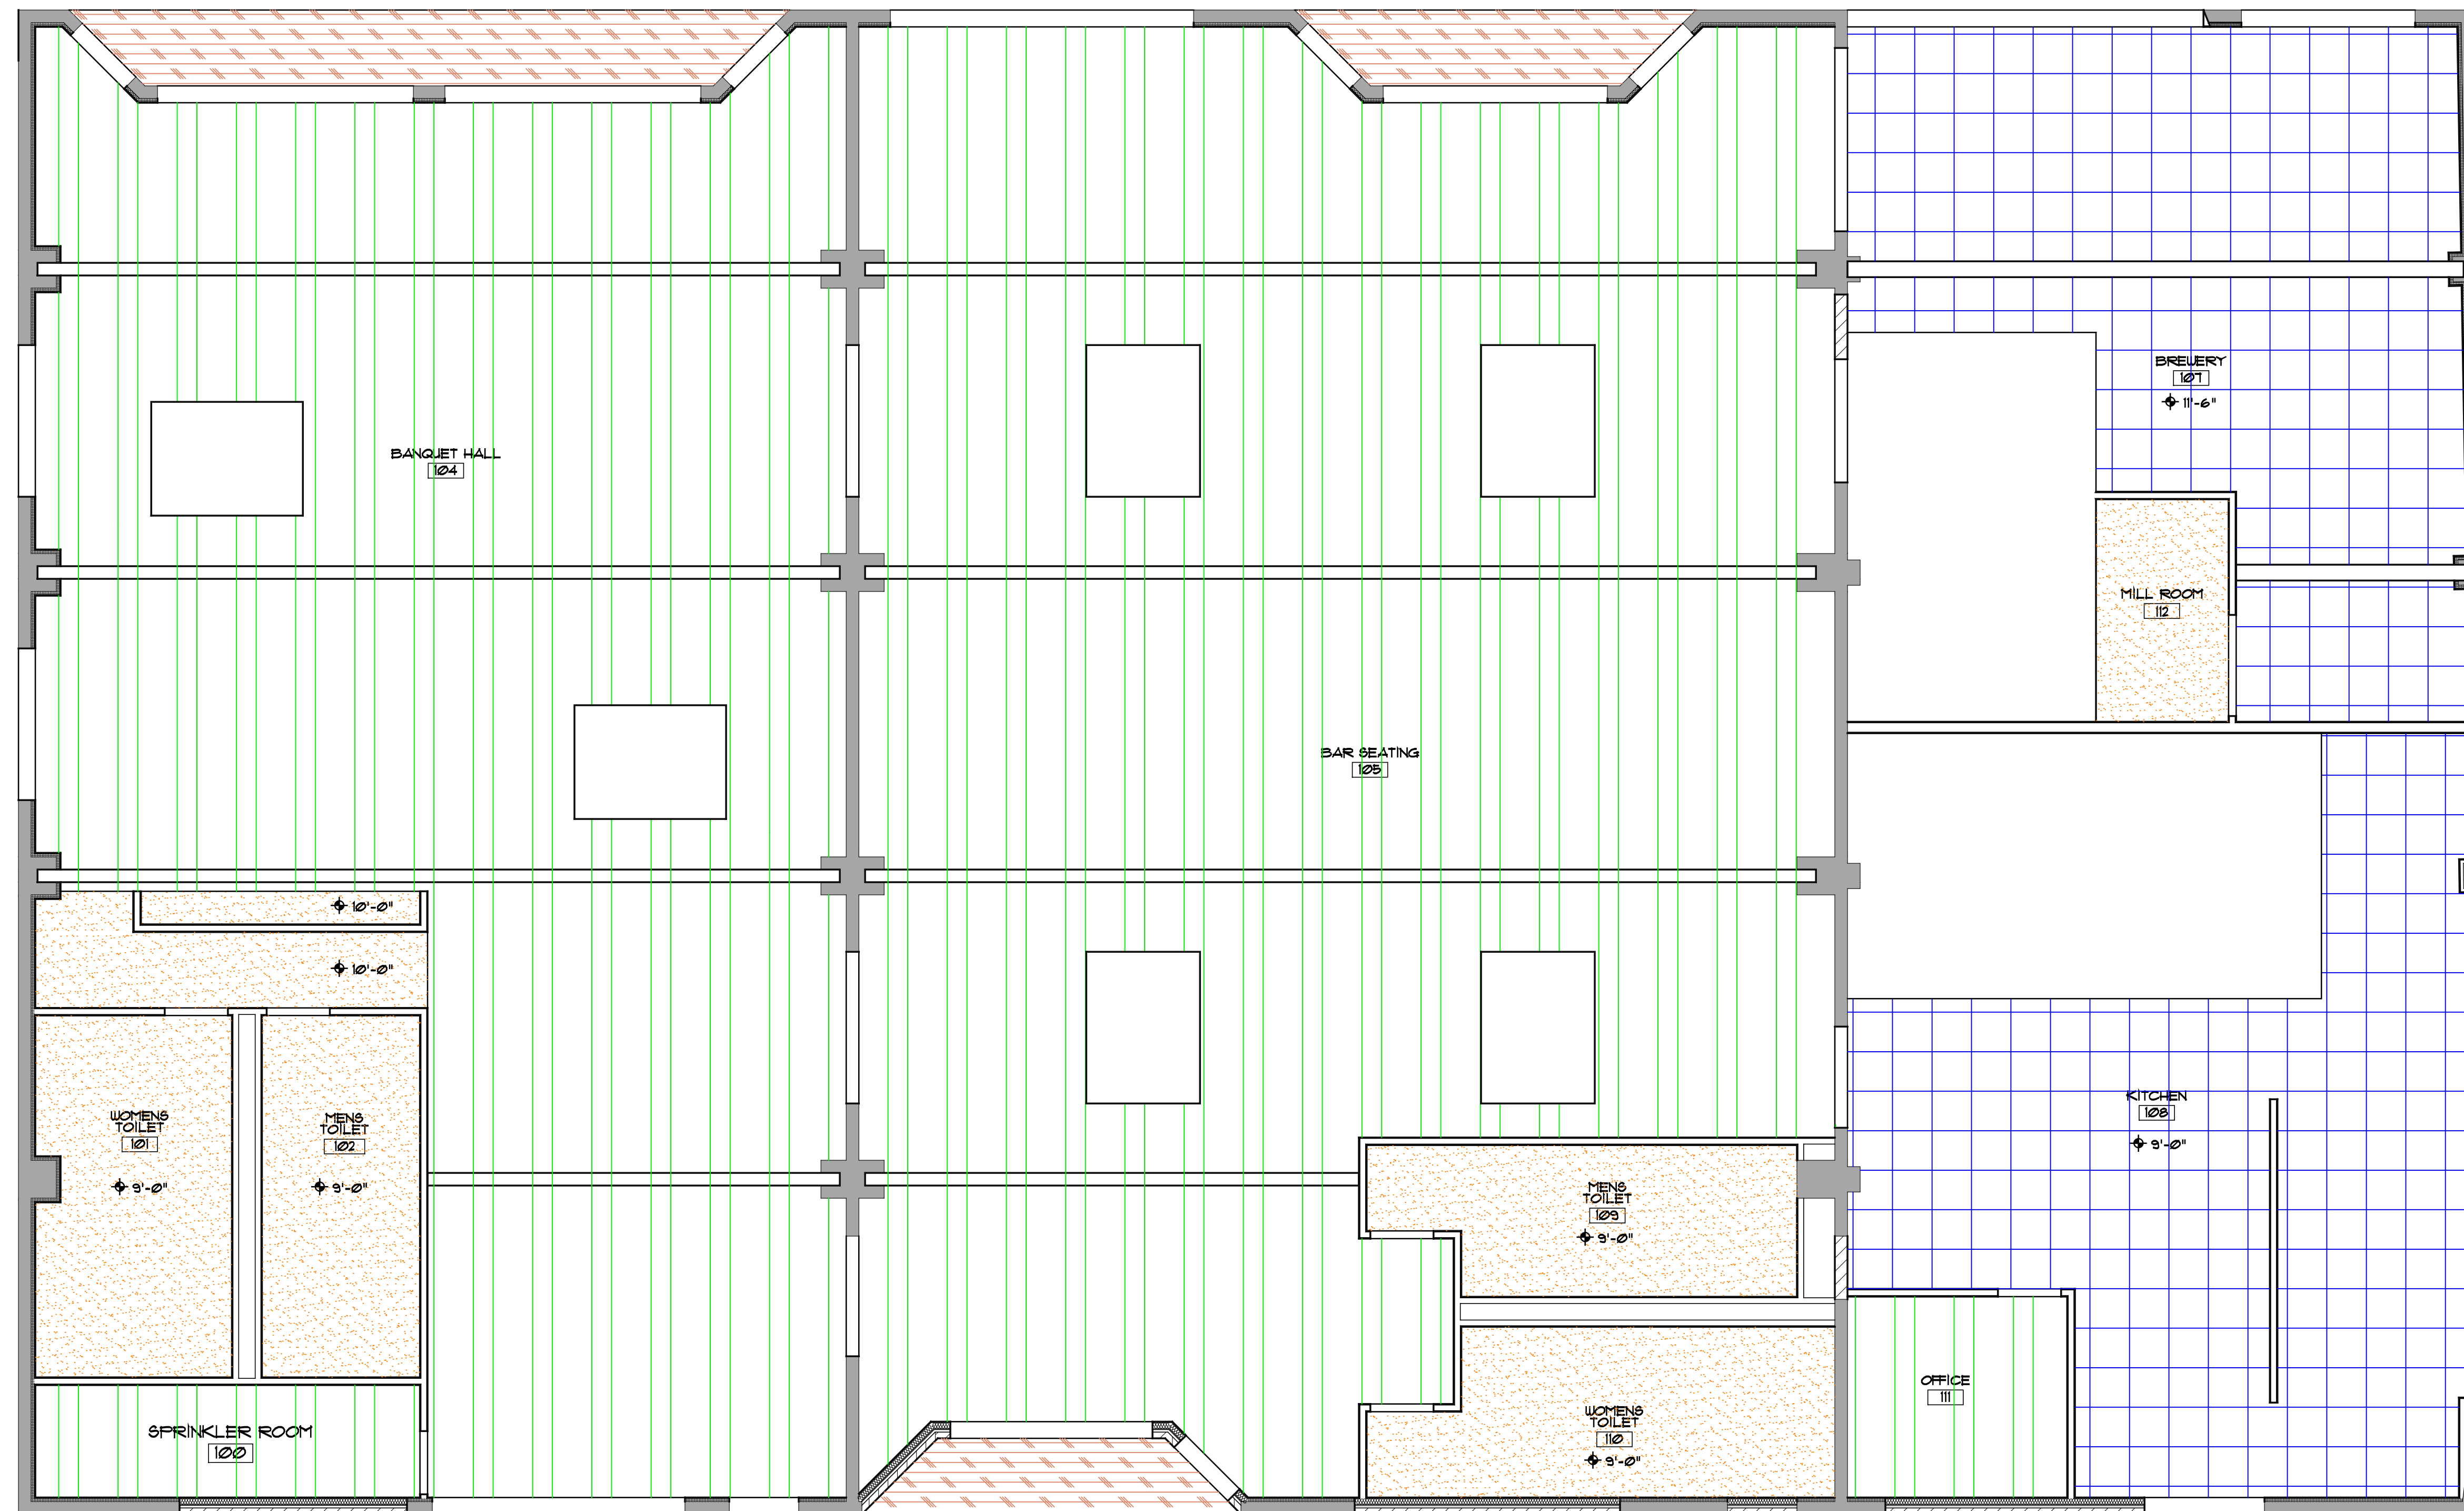 BREWERY
107
11'-6"
BANQUET HALL
104
MILL ROOM
112
BAR SEATING
105
10'-0"
10'-0"
WOMENS
TOILET
101
9'-0"
MENS
TOILET
102
9'-0"
KITCHEN
108
9'-0"
MENS
TOILET
109
9'-0"
OFFICE
111
WOMENS
TOILET
110
9'-0"
SPRINKLER ROOM
100